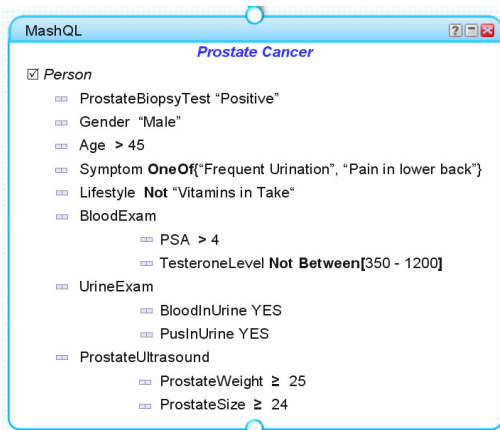 MashQL
Prostate Cancer
Person
ProstateBiopsyTest “Positive”
Gender “Male”
Age > 45
Symptom OneOf{“Frequent Urination”, “Pain in lower back”}
Lifestyle Not “Vitamins in Take“
BloodExam
PSA > 4
TesteroneLevel Not Between[350 - 1200]
UrineExam
BloodInUrine YES
PusInUrine YES
ProstateUltrasound
ProstateWeight ≥ 25
ProstateSize ≥ 24